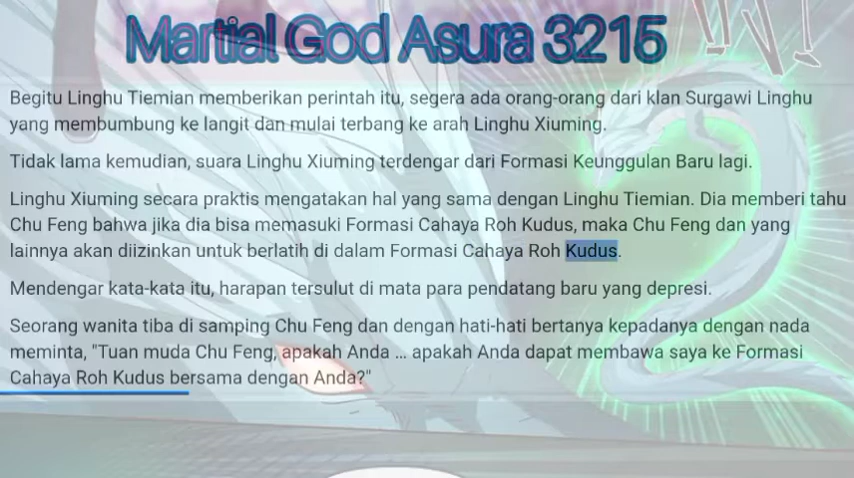 Martial God Asura 3215
Begitu Linghu Tiemian memberikan perintah itu, segera ada orang-orang dari klan Surgawi Linghu
yang membumbung ke langit dan mulai terbang ke arah Linghu Xiuming.
Tidak lama kemudian, suara Linghu Xiuming terdengar dari Formasi Keunggulan Baru lagi.
Linghu Xiuming secara praktis mengatakan hal yang sama dengan Linghu Tiemian. Dia memberi tahu
Chu Feng bahwa jika dia bisa memasuki Formasi Cahaya Roh Kudus, maka Chu Feng dan yang
lainnya akan diizinkan untuk berlatih di dalam Formasi Cahaya Roh Kudus.
Mendengar kata-kata itu, harapan tersulut di mata para pendatang baru yang depresi.
Seorang wanita tiba di samping Chu Feng dan dengan hati-hati bertanya kepadanya dengan nada
meminta, "Tuan muda Chu Feng, apakah Anda ... apakah Anda dapat membawa saya ke Formasi
Cahaya Roh Kudus bersama dengan Anda?"